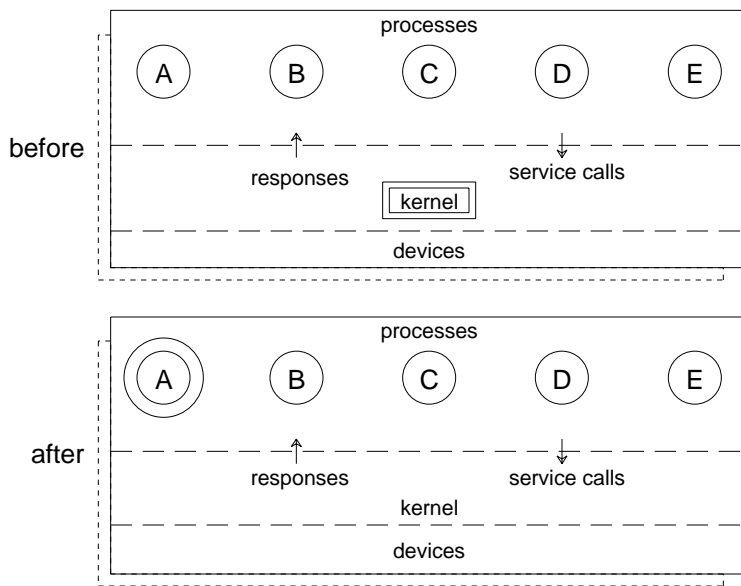 processes
A B C D E
before
responses
service calls
kernel
devices
processes
A B C D E
after
responses
service calls
kernel
devices